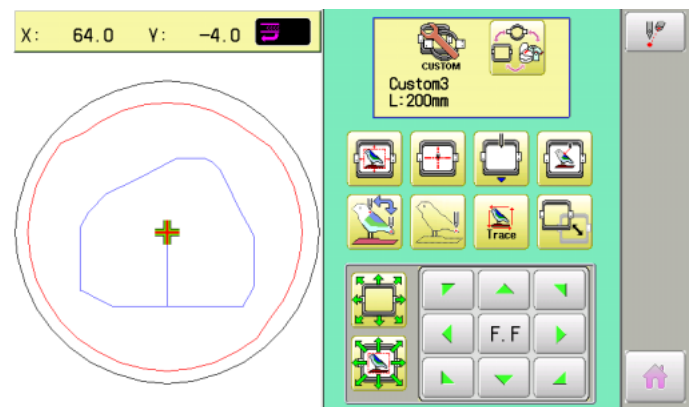 X: 64.0 Y: -4.0
CUSTOM
Custom3
L:200mm
Trace
F.F